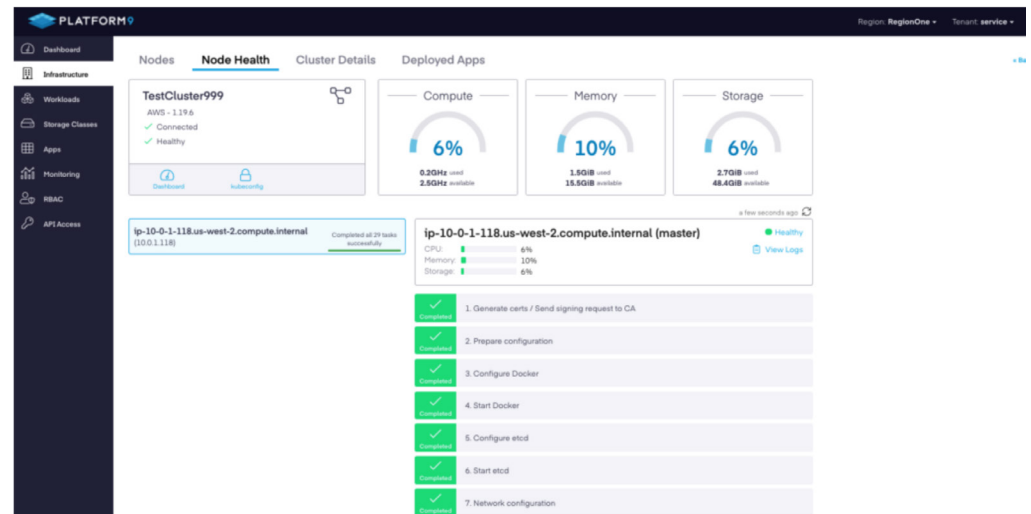 PLATFORM9
Region: RegionOne
Tenant: service
Dashboard
Infrastructure
Workloads
Storage Classes
Apps
Monitoring
RBAC
API Access
Nodes
Node Health
Cluster Details
Deployed Apps
TestCluster999
AWS - 1.19.6
Connected
Healthy
Dashboard
kubeconfig
Compute
6%
0.2GHz used
2.5GHz available
Memory
10%
1.5GiB used
15.5GiB available
Storage
6%
2.7GiB used
48.4GiB available
a few seconds ago
ip-10-0-1-118.us-west-2.compute.internal
(10.0.1.118)
Completed all 29 tasks
successfully
ip-10-0-1-118.us-west-2.compute.internal (master)
Healthy
CPU: 6%
View Logs
Memory: 10%
Storage: 6%
Completed
1. Generate certs / Send signing request to CA
Completed
2. Prepare configuration
Completed
3. Configure Docker
Completed
4. Start Docker
Completed
5. Configure etcd
Completed
6. Start etcd
Completed
7. Network configuration